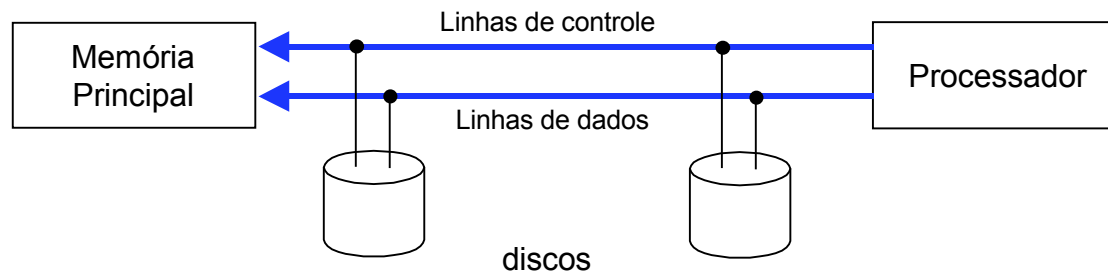 Linhas de controle
Memória
Principal
Processador
Linhas de dados
discos